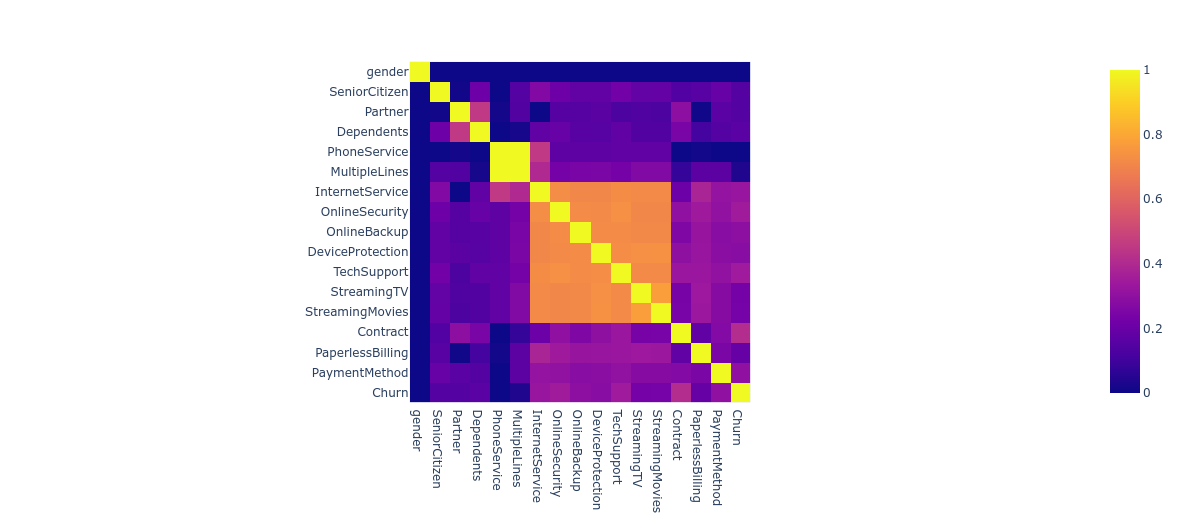 gender
SeniorCitizen
Partner
Dependents
PhoneService
MultipleLines
InternetService
OnlineSecurity
OnlineBackup
DeviceProtection
TechSupport
StreamingTV
StreamingMovies
Contract
PaperlessBilling
PaymentMethod
Churn
gender
SeniorCitizen
Partner
Dependents
PhoneService
MultipleLines
InternetService
OnlineSecurity
OnlineBackup
DeviceProtection
TechSupport
StreamingTV
StreamingMovies
Contract
PaperlessBilling
PaymentMethod
Churn
1
0.8
0.6
0.4
0.2
0